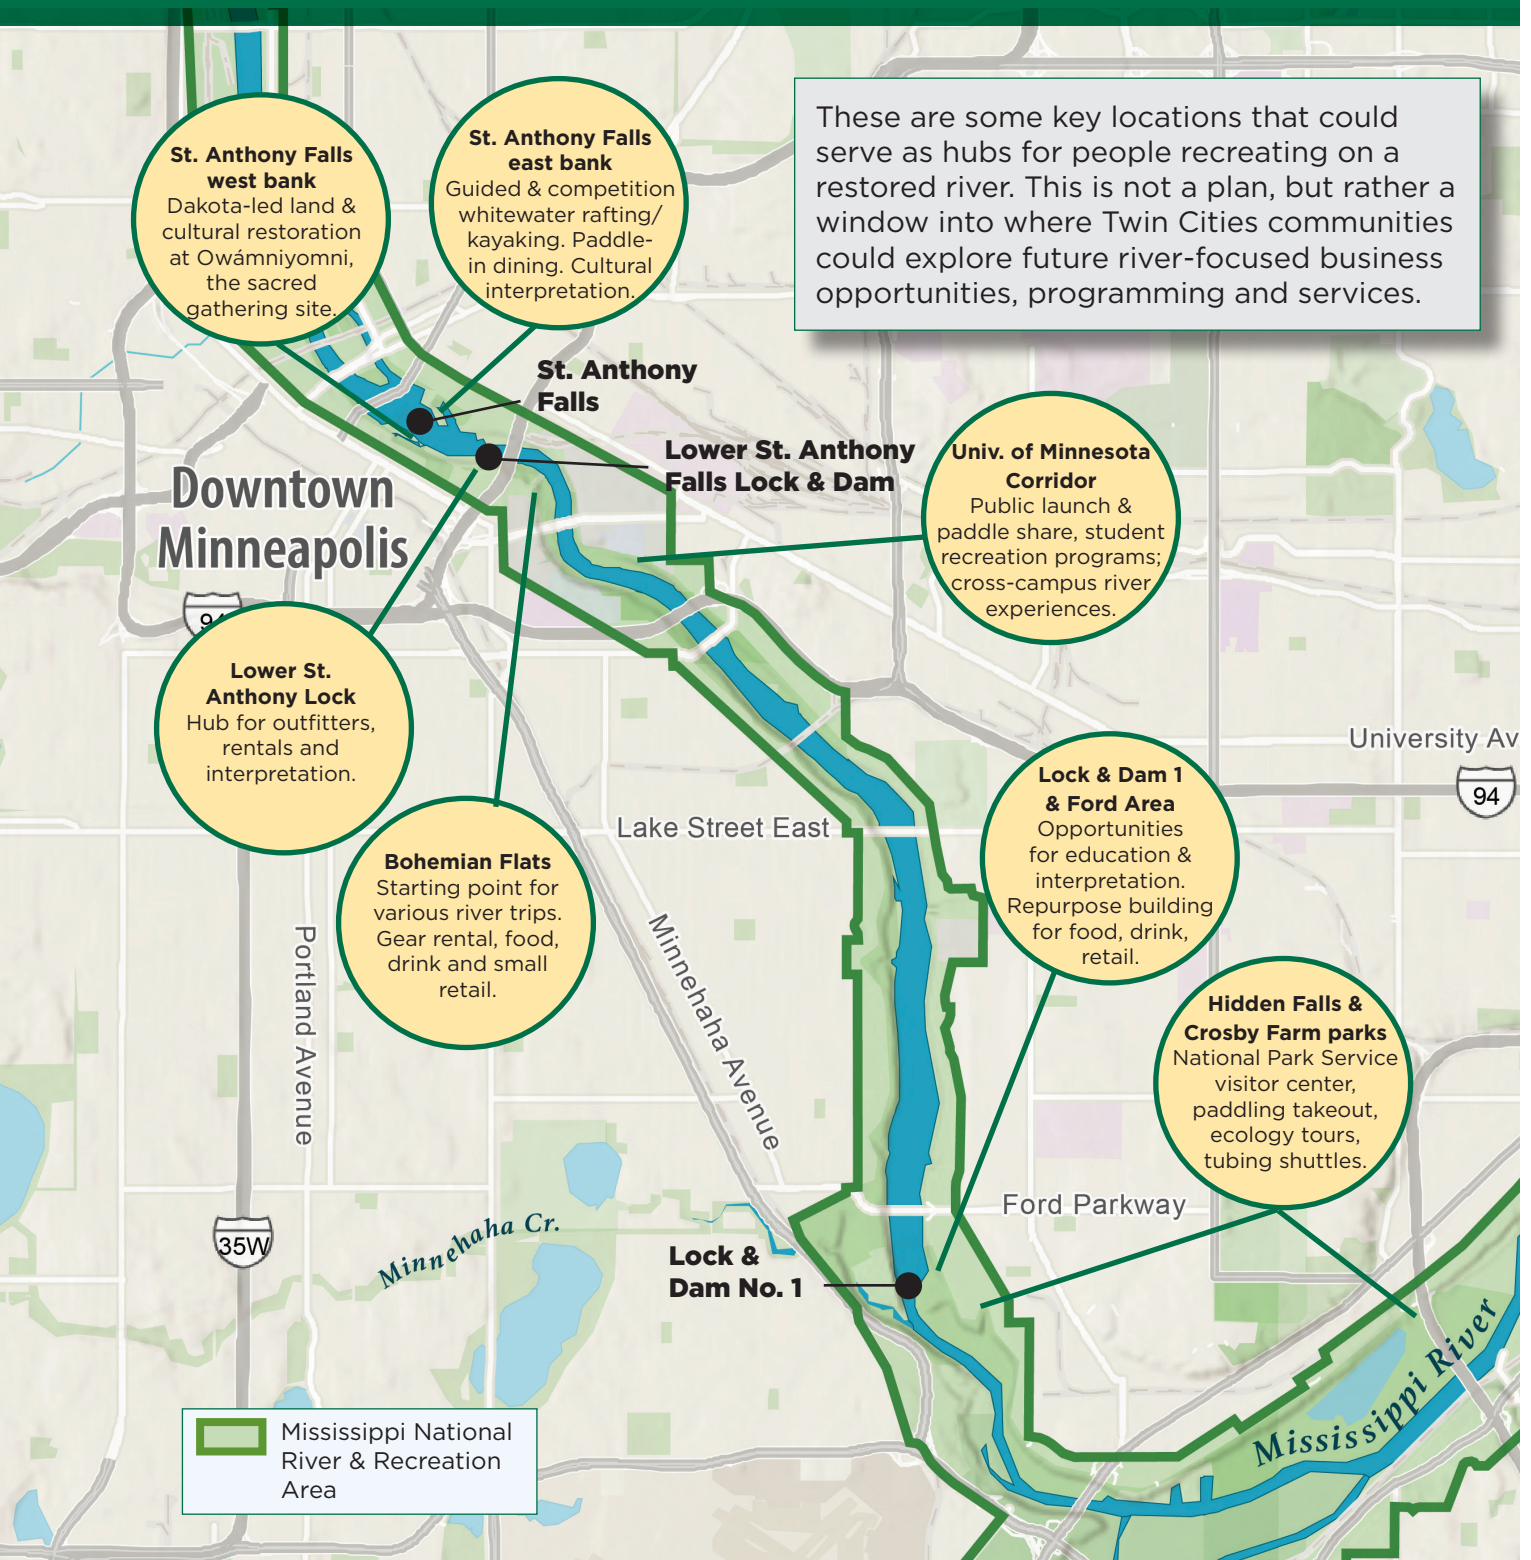 These are some key locations that could
serve as hubs for people recreating on a
restored river. This is not a plan, but rather a
window into where Twin Cities communities
could explore future river-focused business
opportunities, programming and services.
St. Anthony Falls
west bank
Dakota-led land &
cultural restoration
at Owámniyomni,
the sacred
gathering site.
St. Anthony Falls
east bank
Guided & competition
whitewater rafting/
kayaking. Paddle-
in dining. Cultural
interpretation.
St. Anthony
Falls
Lower St. Anthony
Falls Lock & Dam
Univ. of Minnesota
Corridor
Public launch &
paddle share, student
recreation programs;
cross-campus river
experiences.
Downtown
Minneapolis
94
Lower St.
Anthony Lock
Hub for outfitters,
rentals and
interpretation.
University Av
94
Lock & Dam 1
& Ford Area
Opportunities
for education &
interpretation.
Repurpose building
for food, drink,
retail.
Lake Street East
Bohemian Flats
Starting point for
various river trips.
Gear rental, food,
drink and small
retail.
Portland Avenue
Minnehaha Avenue
Hidden Falls &
Crosby Farm parks
National Park Service
visitor center,
paddling takeout,
ecology tours,
tubing shuttles.
Ford Parkway
35W
Minnehaha Cr.
Lock &
Dam No. 1
Mississippi River
Mississippi National
River & Recreation
Area